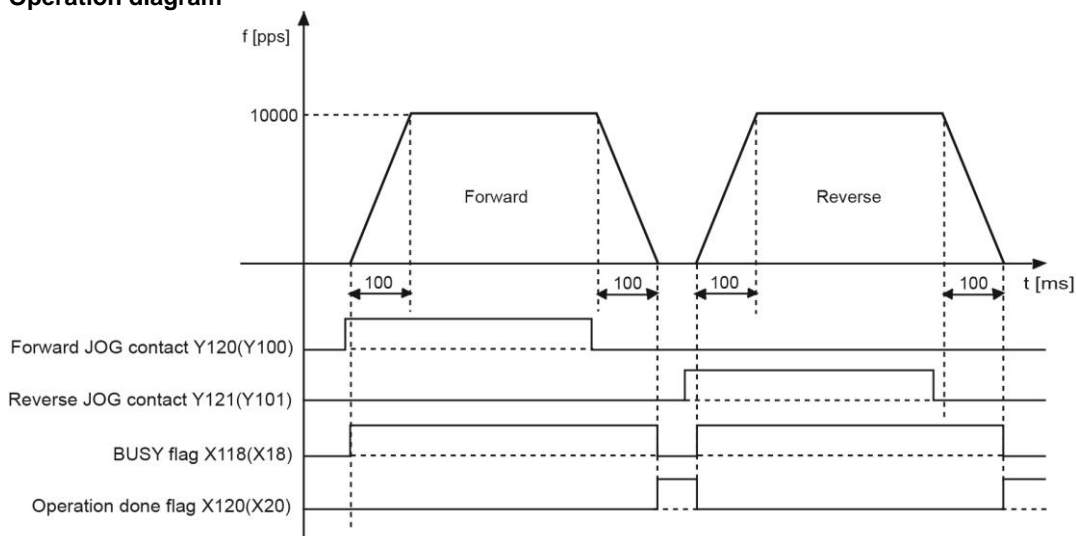 Operation diagram
f [pps]
10000
Forward
Reverse
100
100
100
100
t [ms]
Forward JOG contact Y120(Y100)
Reverse JOG contact Y121(Y101)
BUSY flag X118(X18)
Operation done flag X120(X20)